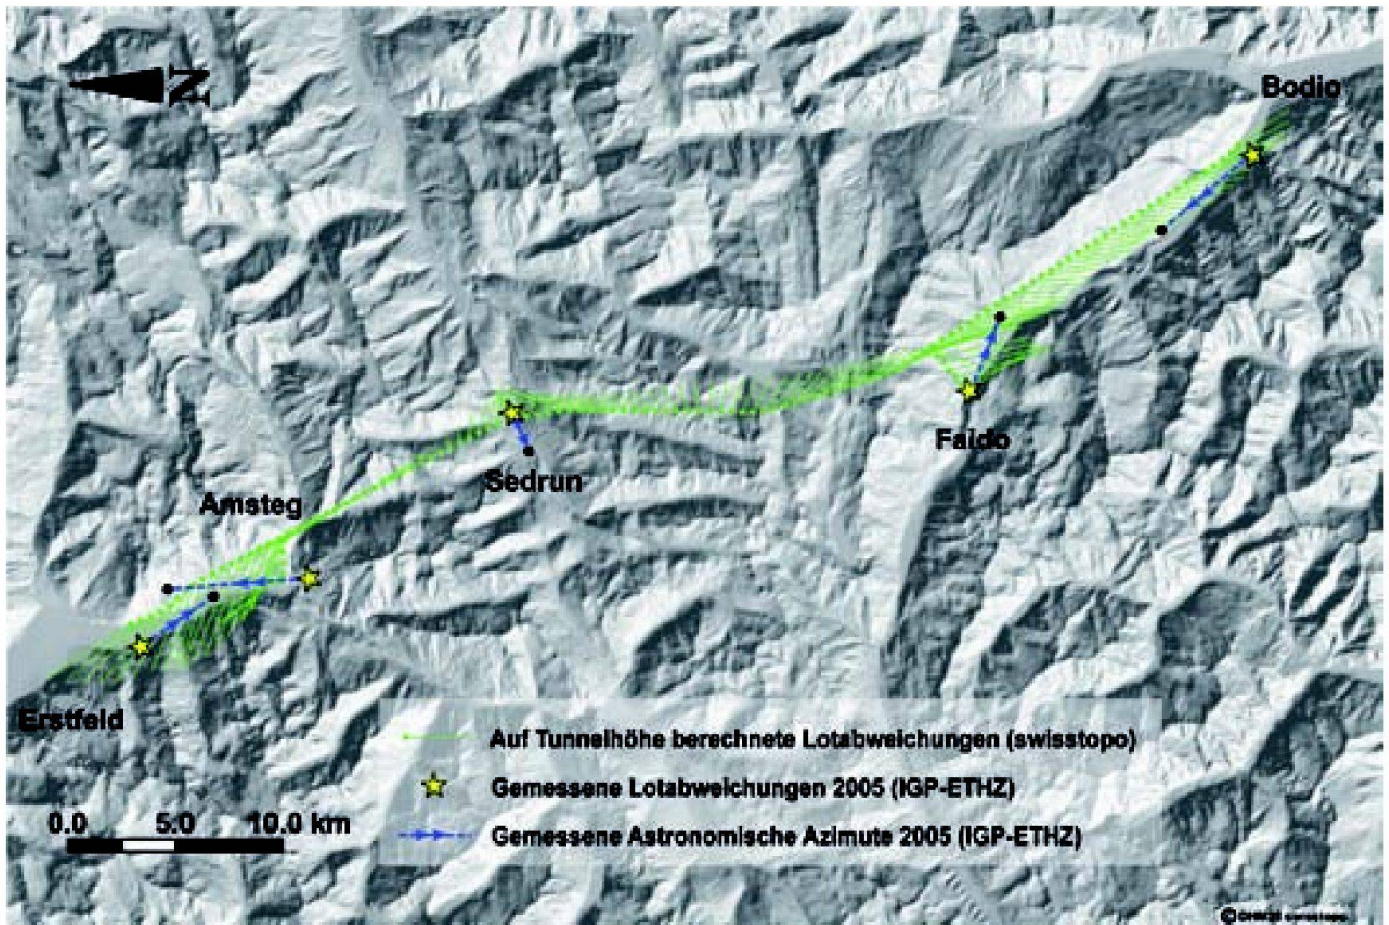 N
Bodio
Faido
Sedrun
Amsteg
Erstfeld
Auf Tunnelhöhe berechnete Lotabweichungen (swisstopo)
Gemessene Lotabweichungen 2005 (IGP-ETHZ)
Gemessene Astronomische Azimute 2005 (IGP-ETHZ)
0.0 5.0 10.0 km
© swisstopo